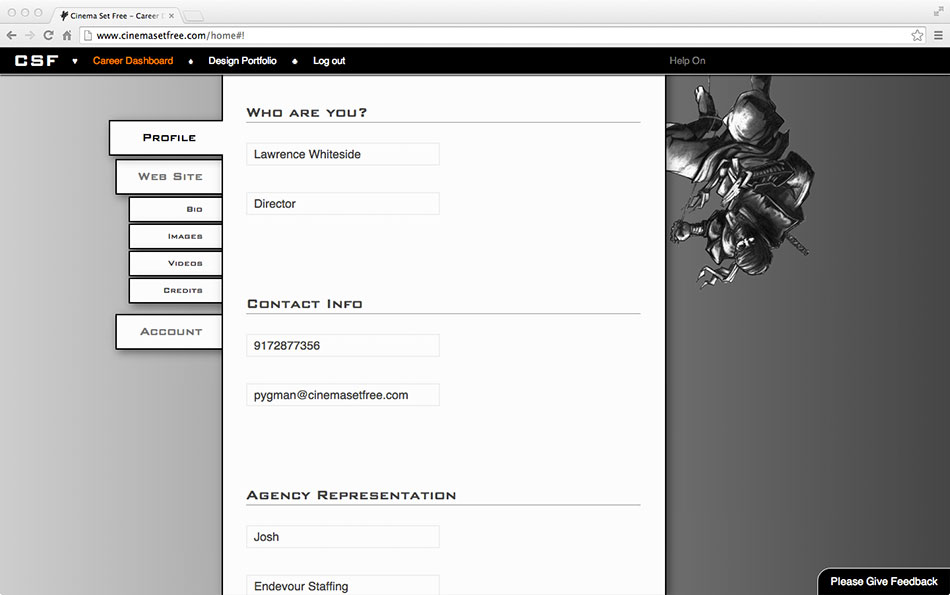 Cinema Set Free – Career
www.cinemasetfree.com/home#!
CSF Career Dashboard Design Portfolio Log out Help On
Who are you?
Profile
Lawrence Whiteside
Web Site
Director
Bio
Images
Videos
Credits
Contact Info
Account
9172877356
pygman@cinemasetfree.com
Agency Representation
Josh
Endevour Staffing
Please Give Feedback